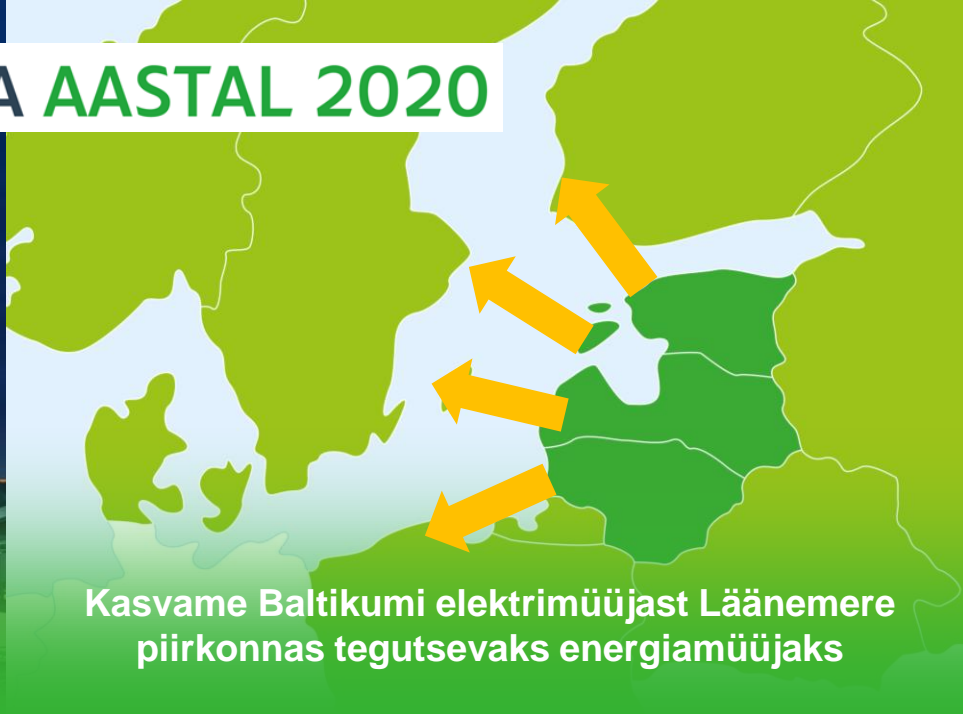 AASTAL 2020
Kasvame Baltikumi elektrimüüjast Läänemere
piirkonnas tegutsevaks energiamüüjaks